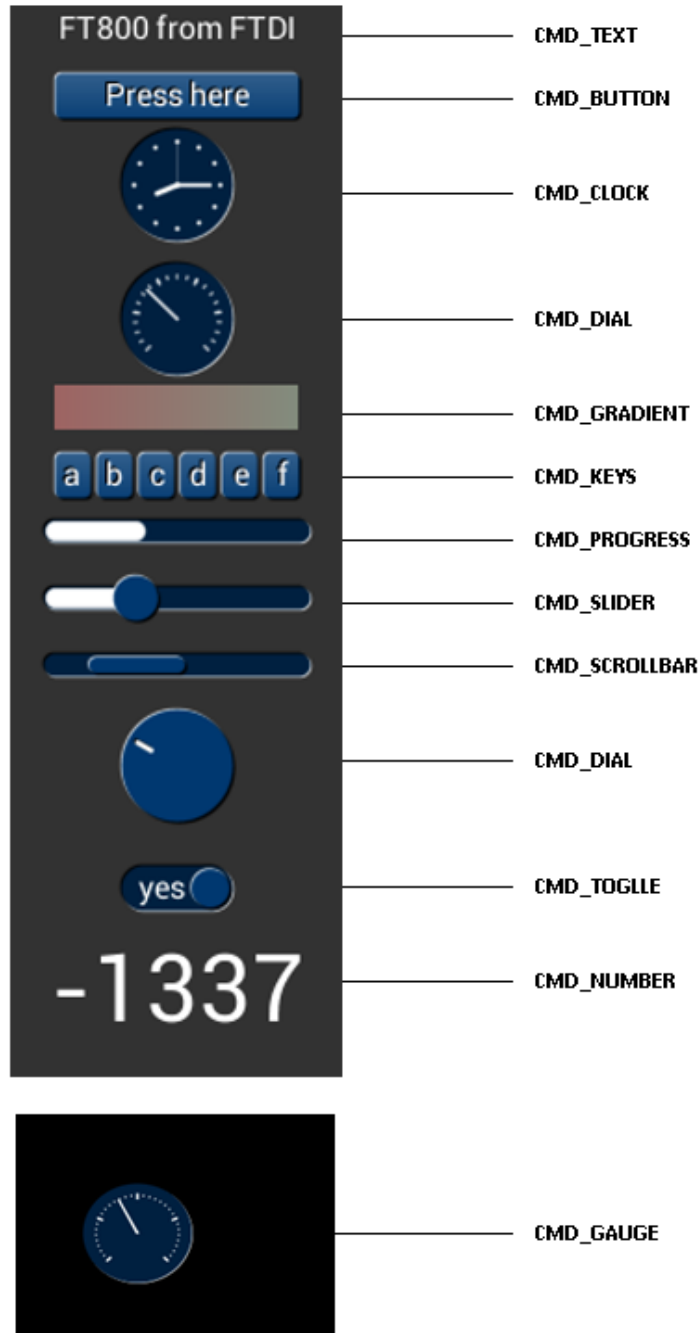 FT800 from FTDI
CMD_TEXT
Press here
CMD_BUTTON
CMD_CLOCK
CMD_DIAL
CMD_GRADIENT
a b c d e f
CMD_KEYS
CMD_PROGRESS
CMD_SLIDER
CMD_SCROLLBAR
CMD_DIAL
yes
CMD_TOGLLE
-1337
CMD_NUMBER
CMD_GAUGE